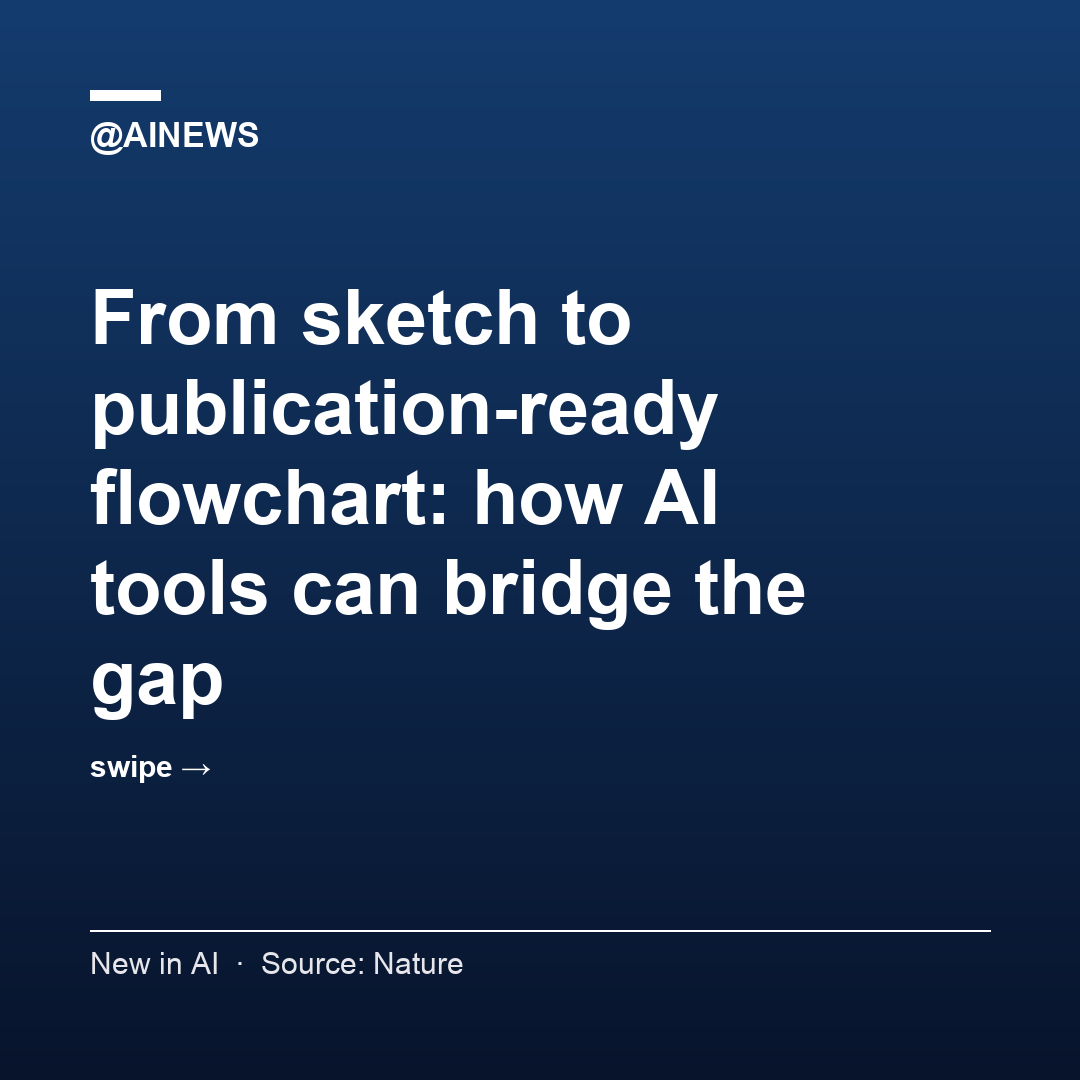 @AINEWS
From sketch to
publication-ready
flowchart: how AI
tools can bridge the
gap
swipe →
New in AI · Source: Nature